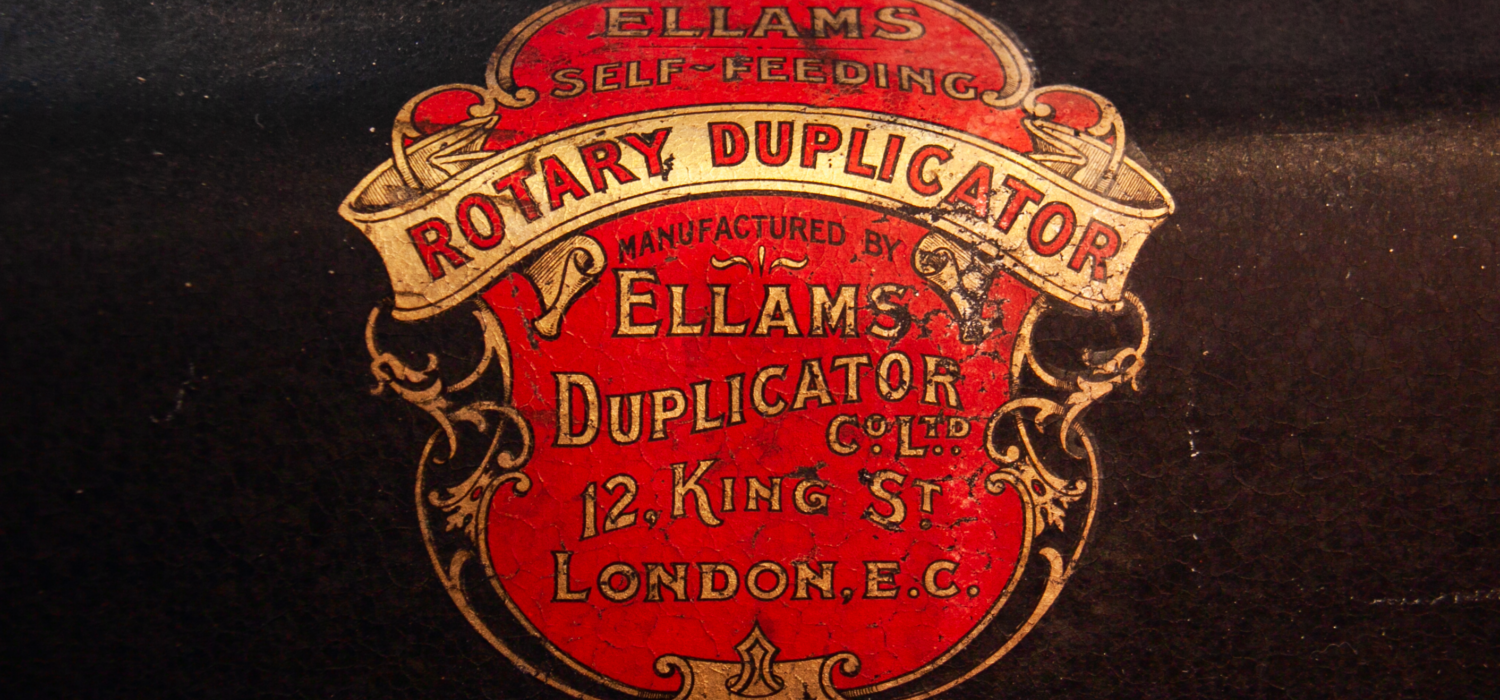 ELLAMS
SELF-FEEDING
ROTARY DUPLICATOR
MANUFACTURED BY
ELLAMS
DUPLICATOR
CO. LTD.
12, KING ST.
LONDON, E.C.